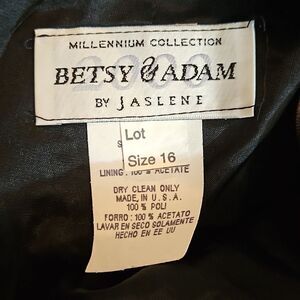 MILLENNIUM COLLECTION
2000
BETSY & ADAM
BY JASLENE
S
Lot
Size 16
LINING: 100 % ACETATE
DRY CLEAN ONLY
MADE IN U.S.A.
100 % POLI
FORRO: 100 % ACETATO
LAVAR EN SECO SOLAMENTE
HECHO EN EE UU